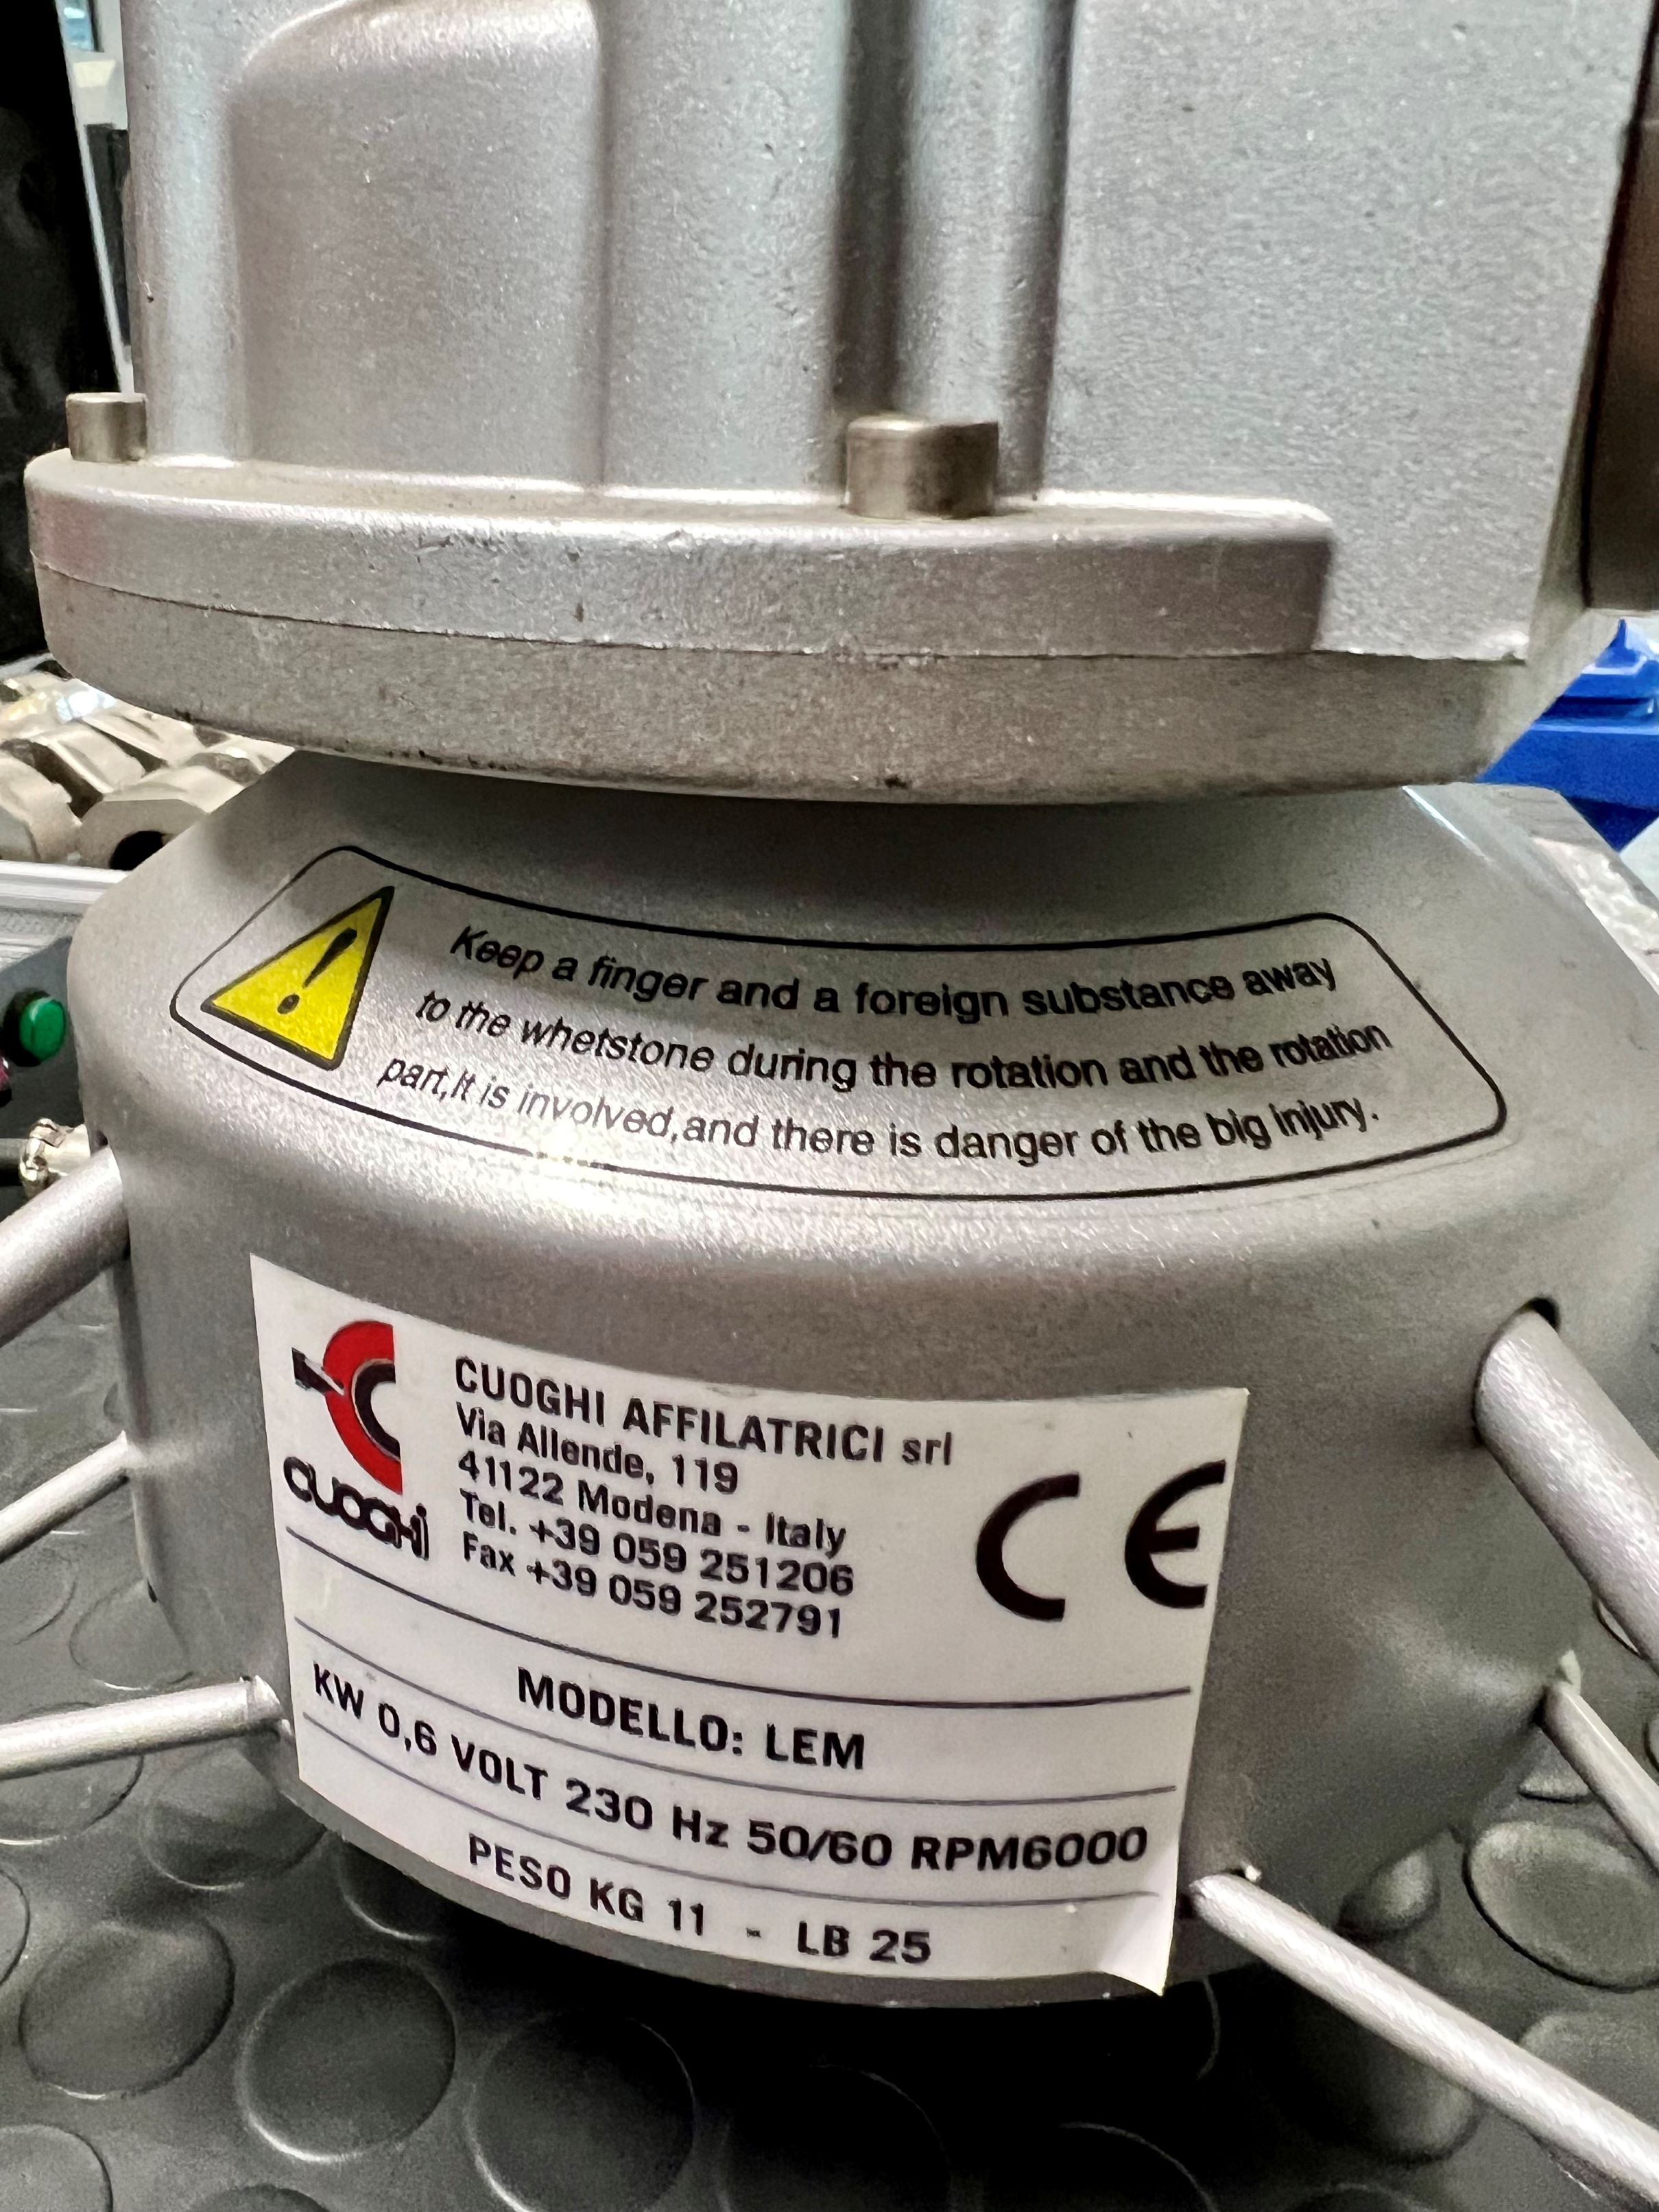 Keep a finger and a foreign substance away
to the whetstone during the rotation and the rotation
part,It is involved,and there is danger of the big injury.
CUOGHI
CUOGHI AFFILATRICI srl
Via Allende, 119
41122 Modena - Italy
Tel. +39 059 251206
Fax +39 059 252791
CE
MODELLO: LEM
KW 0,6 VOLT 230 Hz 50/60 RPM6000
PESO KG 11 - LB 25